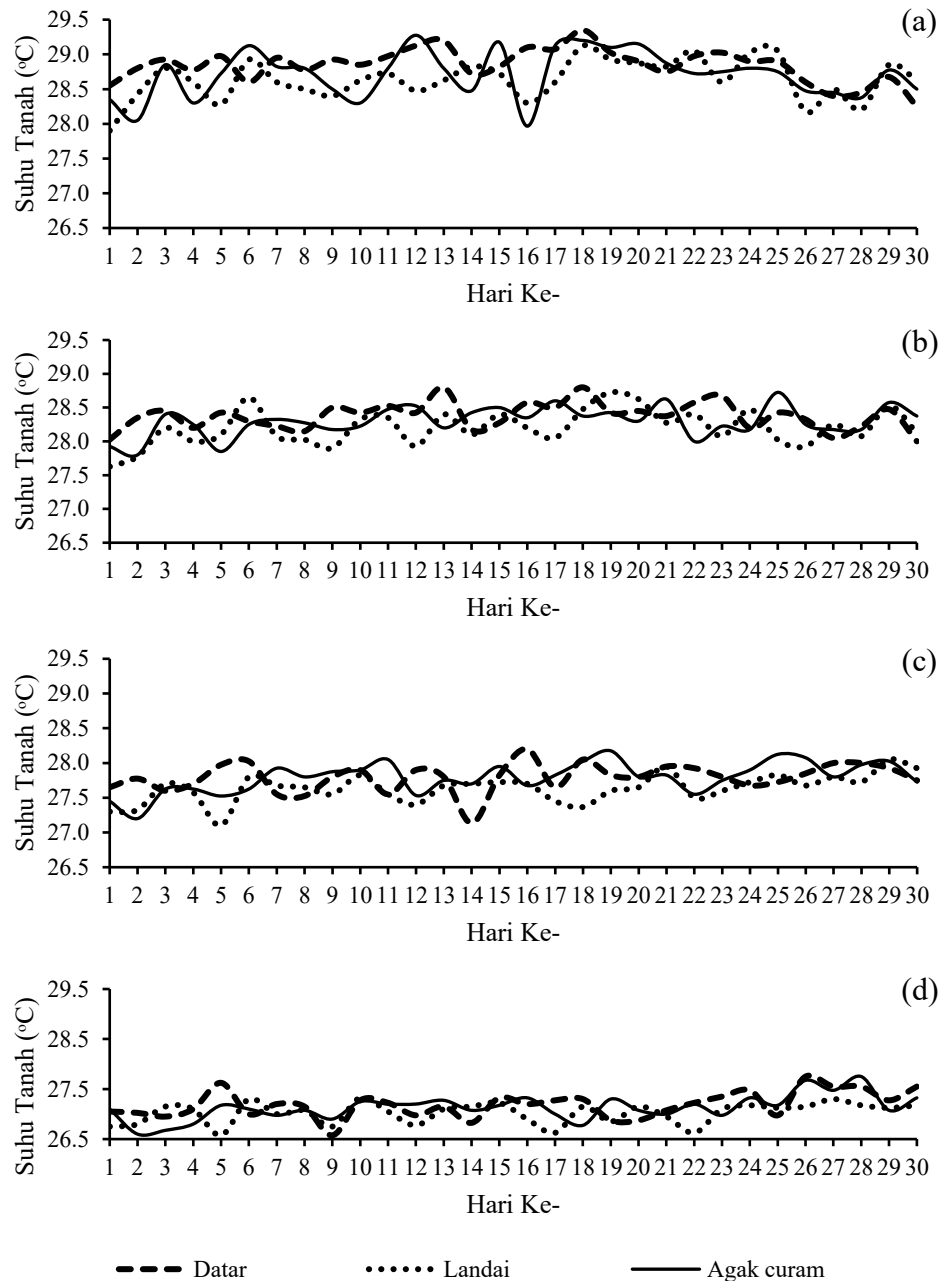 (a)
Suhu Tanah (°C)
29.5
29.0
28.5
28.0
27.5
27.0
26.5
1 2 3 4 5 6 7 8 9 10 11 12 13 14 15 16 17 18 19 20 21 22 23 24 25 26 27 28 29 30
Hari Ke-
(b)
Suhu Tanah (°C)
29.5
29.0
28.5
28.0
27.5
27.0
26.5
1 2 3 4 5 6 7 8 9 10 11 12 13 14 15 16 17 18 19 20 21 22 23 24 25 26 27 28 29 30
Hari Ke-
(c)
Suhu Tanah (°C)
29.5
29.0
28.5
28.0
27.5
27.0
26.5
1 2 3 4 5 6 7 8 9 10 11 12 13 14 15 16 17 18 19 20 21 22 23 24 25 26 27 28 29 30
Hari Ke-
(d)
Suhu Tanah (°C)
29.5
28.5
27.5
26.5
1 2 3 4 5 6 7 8 9 10 11 12 13 14 15 16 17 18 19 20 21 22 23 24 25 26 27 28 29 30
Hari Ke-
Datar Landai Agak curam